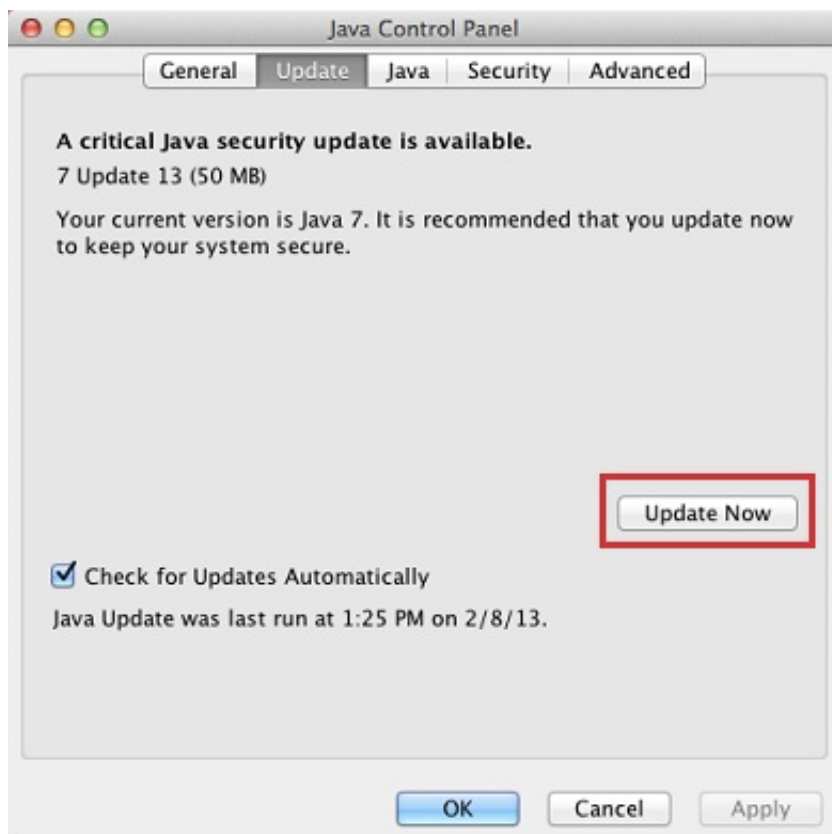 Java Control Panel
General Update Java Security Advanced
A critical Java security update is available.
7 Update 13 (50 MB)
Your current version is Java 7. It is recommended that you update now
to keep your system secure.
Update Now
Check for Updates Automatically
Java Update was last run at 1:25 PM on 2/8/13.
OK Cancel Apply